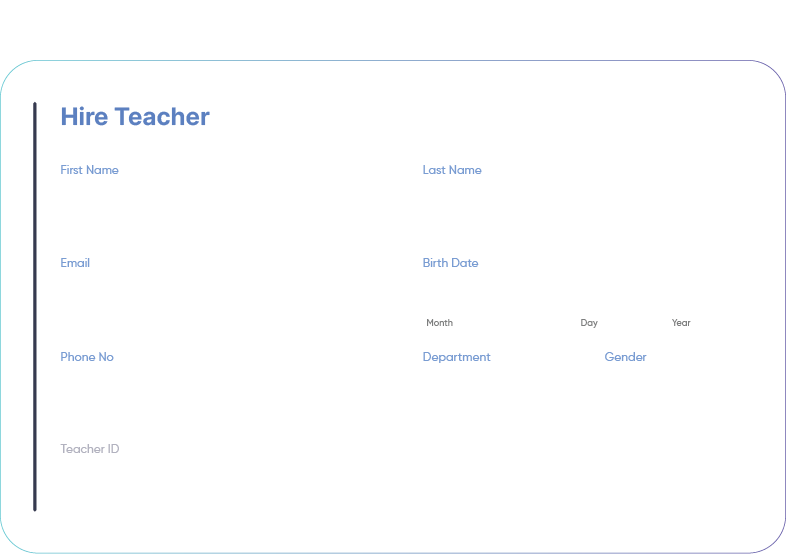 Hire Teacher
First Name
Last Name
Email
Birth Date
Month
Day
Year
Phone No
Department
Gender
Teacher ID